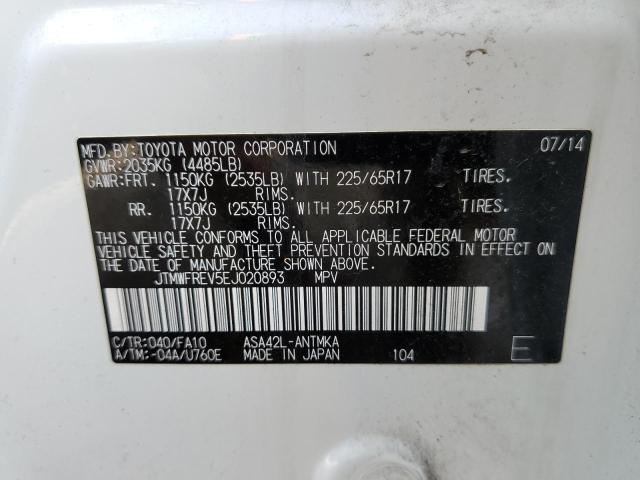 MFD. BY:TOYOTA MOTOR CORPORATION 07/14
GVWR:2035KG (4485LB)
GAWR:FRT. 1150KG (2535LB) WITH 225/65R17 TIRES.
17X7J RIMS.
RR. 1150KG (2535LB) WITH 225/65R17 TIRES.
17X7J RIMS.
THIS VEHICLE CONFORMS TO ALL APPLICABLE FEDERAL MOTOR
VEHICLE SAFETY AND THEFT PREVENTION STANDARDS IN EFFECT ON
THE DATE OF MANUFACTURE SHOWN ABOVE.
JTMWFREV5EJ020893 MPV
C/TR:040/FA10 ASA42L-ANTMKA
A/TM:-04A/U760E MADE IN JAPAN 104 E